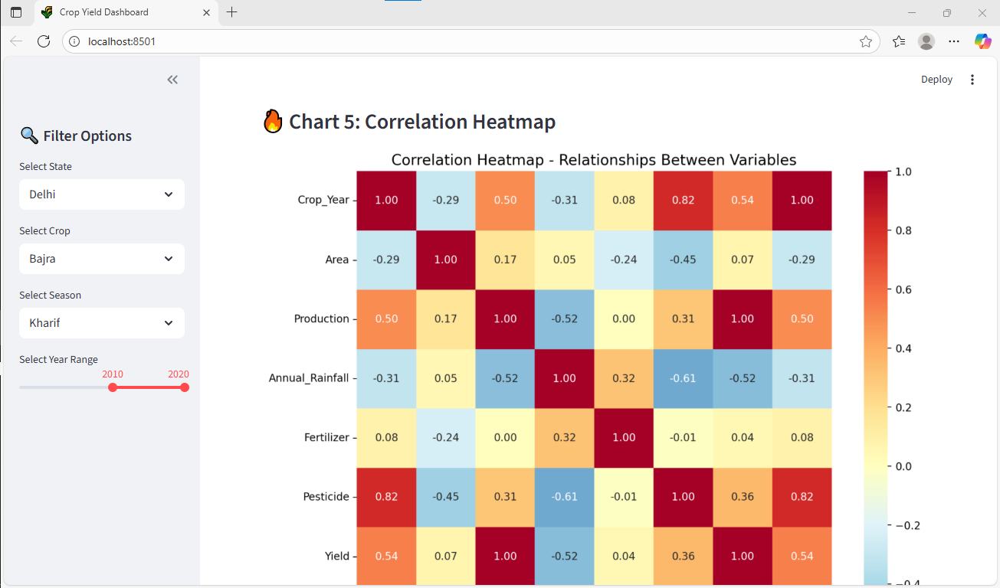 Crop Yield Dashboard
localhost:8501
Deploy
🔍 Filter Options
Select State
Delhi
Select Crop
Bajra
Select Season
Kharif
Select Year Range
2010 2020
🔥 Chart 5: Correlation Heatmap
Correlation Heatmap - Relationships Between Variables
Crop_Year 1.00 -0.29 0.50 -0.31 0.08 0.82 0.54 1.00
Area -0.29 1.00 0.17 0.05 -0.24 -0.45 0.07 -0.29
Production 0.50 0.17 1.00 -0.52 0.00 0.31 1.00 0.50
Annual_Rainfall -0.31 0.05 -0.52 1.00 0.32 -0.61 -0.52 -0.31
Fertilizer 0.08 -0.24 0.00 0.32 1.00 -0.01 0.04 0.08
Pesticide 0.82 -0.45 0.31 -0.61 -0.01 1.00 0.36 0.82
Yield 0.54 0.07 1.00 -0.52 0.04 0.36 1.00 0.54
1.0
0.8
0.6
0.4
0.2
0.0
−0.2
−0.4